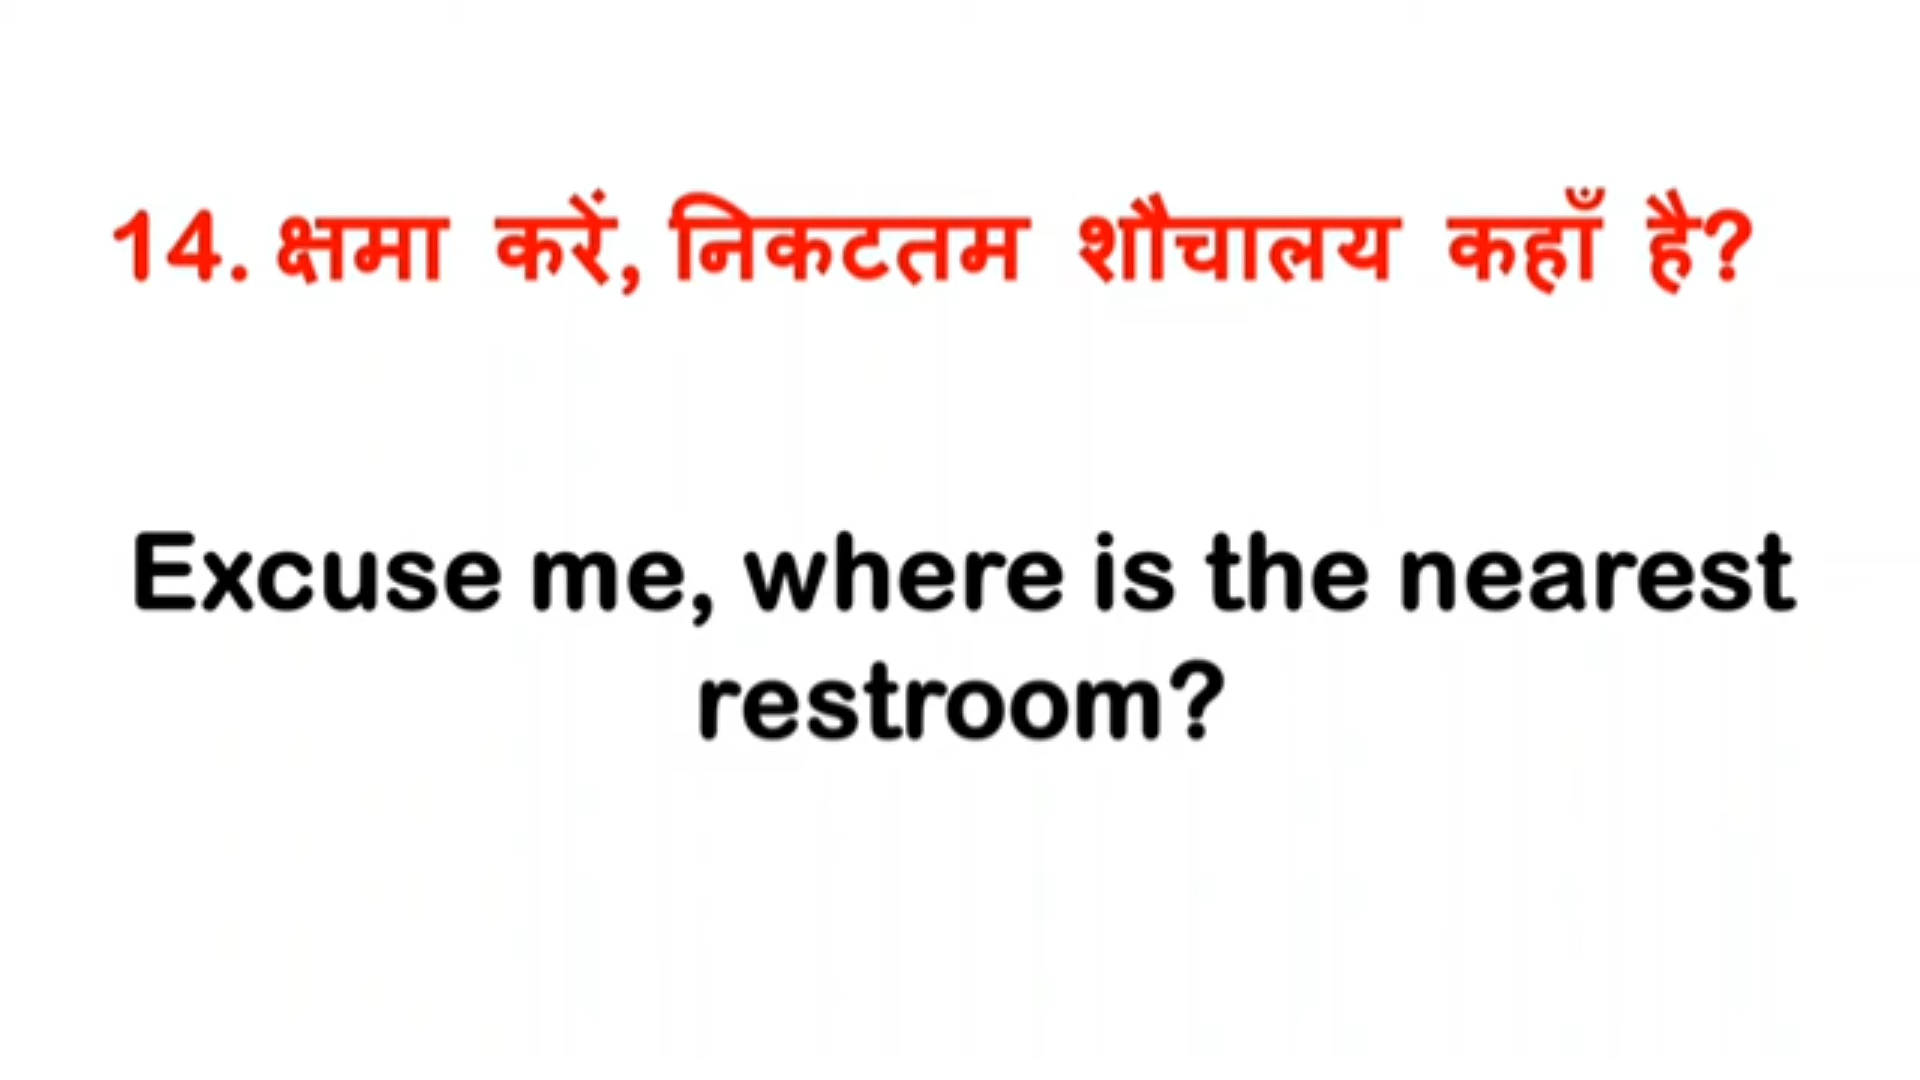 14. क्षमा करें, निकटतम शौचालय कहाँ है?
Excuse me, where is the nearest
restroom?